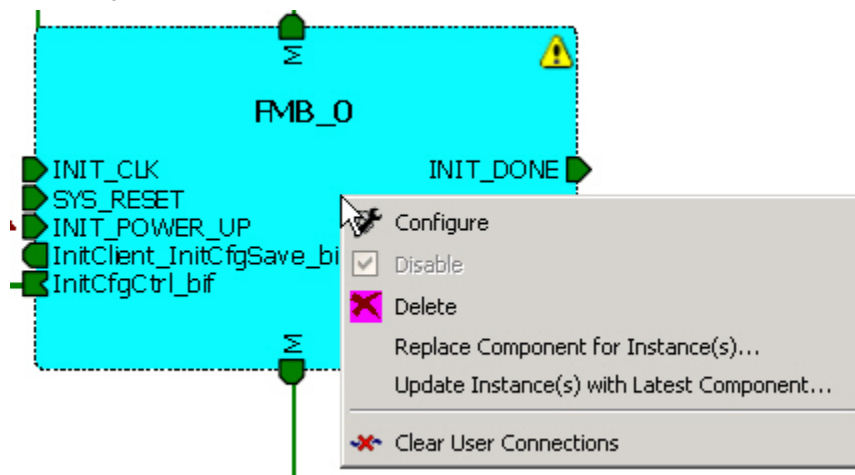 M
FMB_0
INIT_CLK
INIT_DONE
SYS_RESET
INIT_POWER_UP
InitClient_InitCfgSave_bi
InitCfgCtrl_bif
M
Configure
Disable
Delete
Replace Component for Instance(s)...
Update Instance(s) with Latest Component...
Clear User Connections